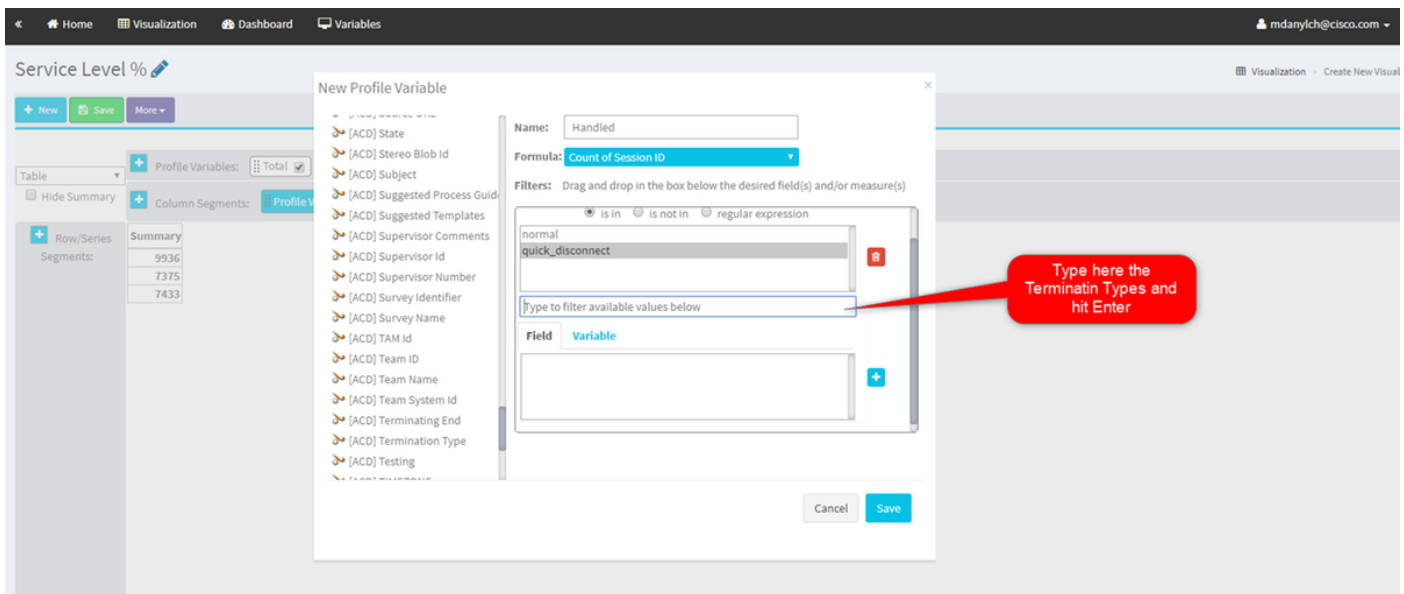 « Home Visualization Dashboard Variables mdanylch@cisco.com
Service Level %
Visualization > Create New Visual
+ New Save More
Table
Hide Summary
Profile Variables: Total
Column Segments: Profile V
Row/Series
Segments:
Summary
9936
7375
7433
New Profile Variable
×
[ACD] State
[ACD] Stereo Blob Id
[ACD] Subject
[ACD] Suggested Process Guid
[ACD] Suggested Templates
[ACD] Supervisor Comments
[ACD] Supervisor Id
[ACD] Supervisor Number
[ACD] Survey Identifier
[ACD] Survey Name
[ACD] TAM Id
[ACD] Team ID
[ACD] Team Name
[ACD] Team System Id
[ACD] Terminating End
[ACD] Termination Type
[ACD] Testing
Name: Handled
Formula: Count of Session ID
Filters: Drag and drop in the box below the desired field(s) and/or measure(s)
is in is not in regular expression
normal
quick_disconnect
Type to filter available values below
Field Variable
Cancel Save
Type here the
Terminatin Types and
hit Enter